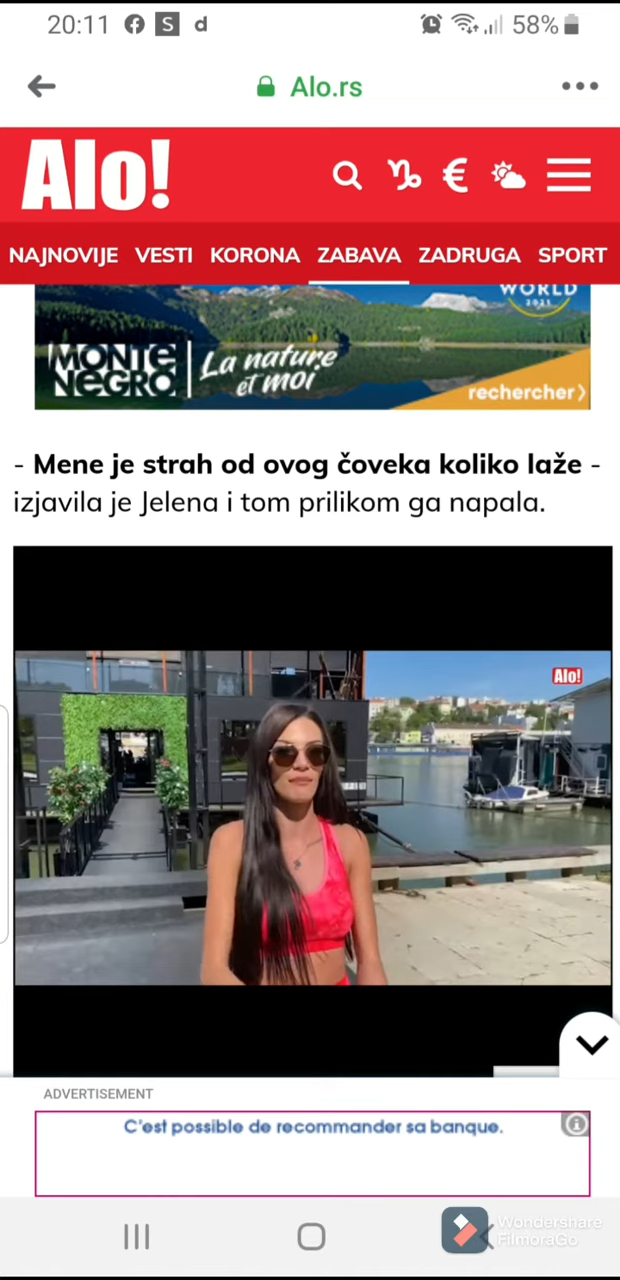 20:11 S d 58%
Alo.rs
Alo! €
NAJNOVIJE VESTI KORONA ZABAVA ZADRUGA SPORT
WORLD
2021
MONTE
NEGRO
La nature
et moi
rechercher
- Mene je strah od ovog čoveka koliko laže -
izjavila je Jelena i tom prilikom ga napala.
Alo!
ADVERTISEMENT
C'est possible de recommander sa banque.
Wondershare
FilmoraGo